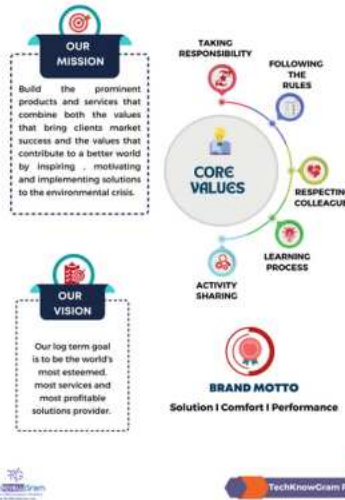 OUR
MISSION
Build the prominent
products and services that
combine both the values
that bring clients market
success and the values that
contribute to a better world
by inspiring , motivating
and implementing solutions
to the environmental crisis.
TAKING
RESPONSIBILITY
FOLLOWING
THE
RULES
CORE
VALUES
RESPECTIN
COLLEAGUE
LEARNING
PROCESS
ACTIVITY
SHARING
OUR
VISION
Our log term goal
is to be the world's
most esteemed,
most services and
most profitable
solutions provider.
BRAND MOTTO
Solution I Comfort I Performance
TechKnowGram